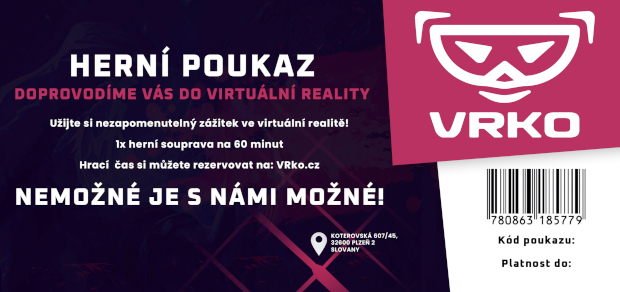 HERNÍ POUKAZ
DOPROVODÍME VÁS DO VIRTUÁLNÍ REALITY
Užijte si nezapomenutelný zážitek ve virtuální realitě!
1x herní souprava na 60 minut
Hrací čas si můžete rezervovat na: VRko.cz
NEMOŽNÉ JE S NÁMI MOŽNÉ!
KOTEROVSKÁ 607/45,
32600 PLZEŇ 2
SLOVANY
VRKO
780863 185779
Kód poukazu:
Platnost do: